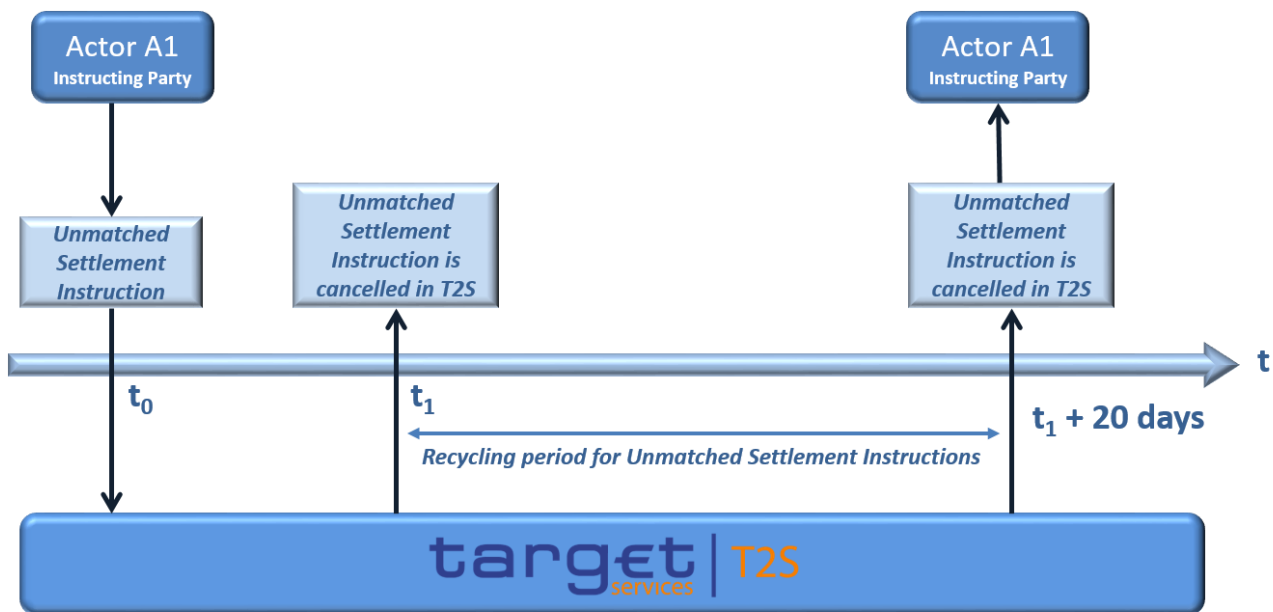 Actor A1
Instructing Party
Actor A1
Instructing Party
Unmatched
Settlement
Instruction
Unmatched
Settlement
Instruction is
cancelled in T2S
Unmatched
Settlement
Instruction is
cancelled in T2S
t
t0
t1
t1 + 20 days
Recycling period for Unmatched Settlement Instructions
target | T2S
services